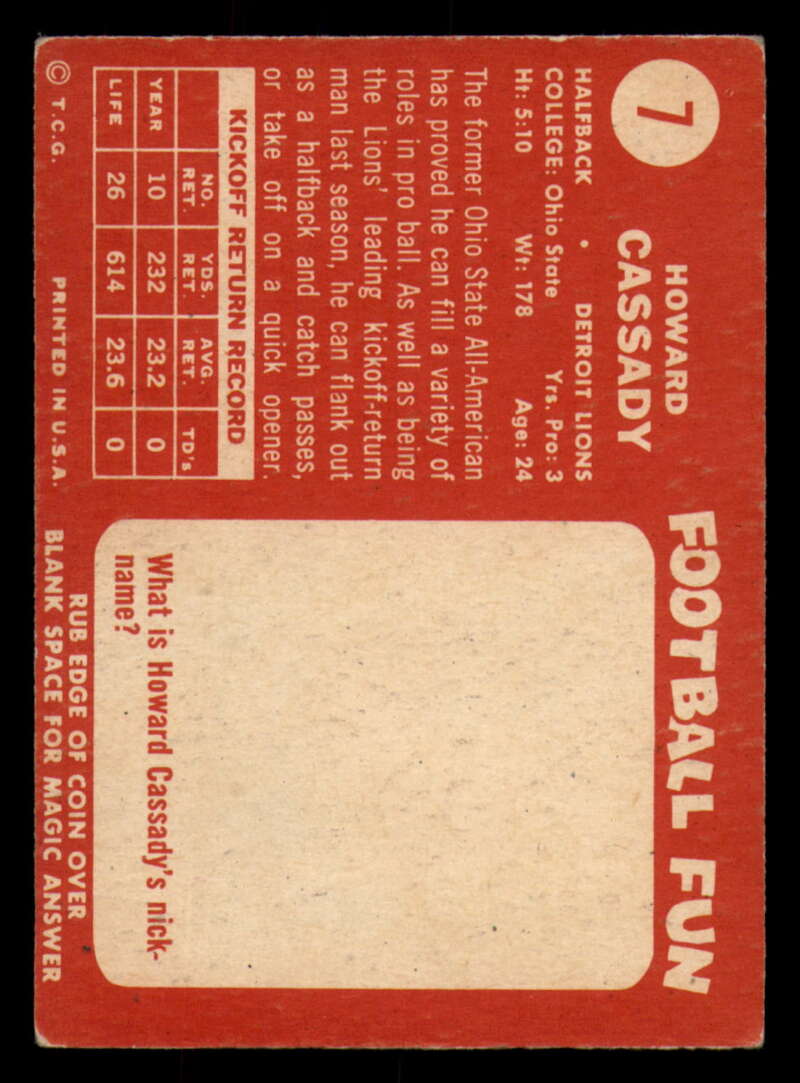 7
HOWARD
CASSADY
HALFBACK • DETROIT LIONS
COLLEGE: Ohio State Yrs. Pro: 3
Ht: 5:10 Wt: 178 Age: 24
The former Ohio State All-American
has proved he can fill a variety of
roles in pro ball. As well as being
the Lions' leading kickoff-return
man last season, he can flank out
as a halfback and catch passes,
or take off on a quick opener.
KICKOFF RETURN RECORD
NO. RET. YDS. RET. AVG. RET. TD's
YEAR 10 232 23.2 0
LIFE 26 614 23.6 0
© T.C.G. PRINTED IN U.S.A.
FOOTBALL FUN
What is Howard Cassady's nick-
name?
RUB EDGE OF COIN OVER
BLANK SPACE FOR MAGIC ANSWER